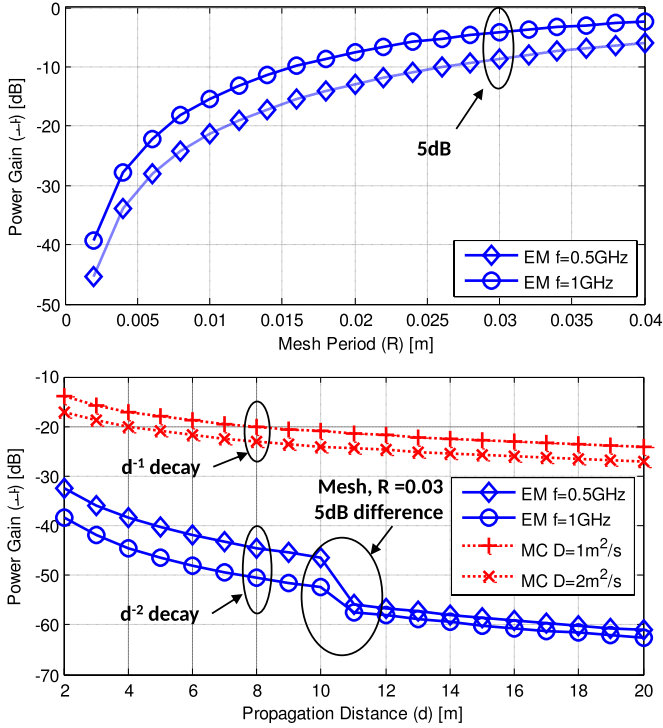 0
-10
-20
-30
-40
-50
Power Gain ( ) [dB]
5dB
EM f=0.5GHz
EM f=1GHz
0 0.005 0.01 0.015 0.02 0.025 0.03 0.035 0.04
Mesh Period (R) [m]
-10
-20
-30
-40
-50
-60
-70
Power Gain ( ) [dB]
d⁻¹ decay
Mesh, R =0.03
5dB difference
d⁻² decay
EM f=0.5GHz
EM f=1GHz
MC D=1m²/s
MC D=2m²/s
2 4 6 8 10 12 14 16 18 20
Propagation Distance (d) [m]